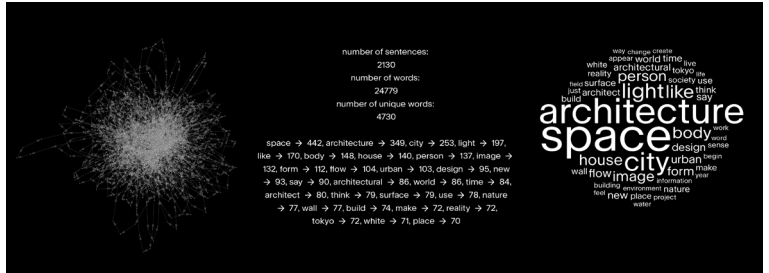 number of sentences:
2130
number of words:
24779
number of unique words:
4730
space → 442, architecture → 349, city → 253, light → 197,
like → 170, body → 148, house → 140, person → 137, image →
132, form → 112, flow → 104, urban → 103, design → 95, new
→ 93, say → 90, architectural → 86, world → 86, time → 84,
architect → 80, think → 79, surface → 79, use → 78, nature
→ 77, wall → 77, build → 74, make → 72, reality → 72,
tokyo → 72, white → 71, place → 70
way change create
appear world time
white architectural live
reality person tokyo life
field surface society use
just architect light like think
build say
architecture
space body work
word
design sense
house city urban begin
wall flow image form make
year
information
building environment nature
feel new place project
water